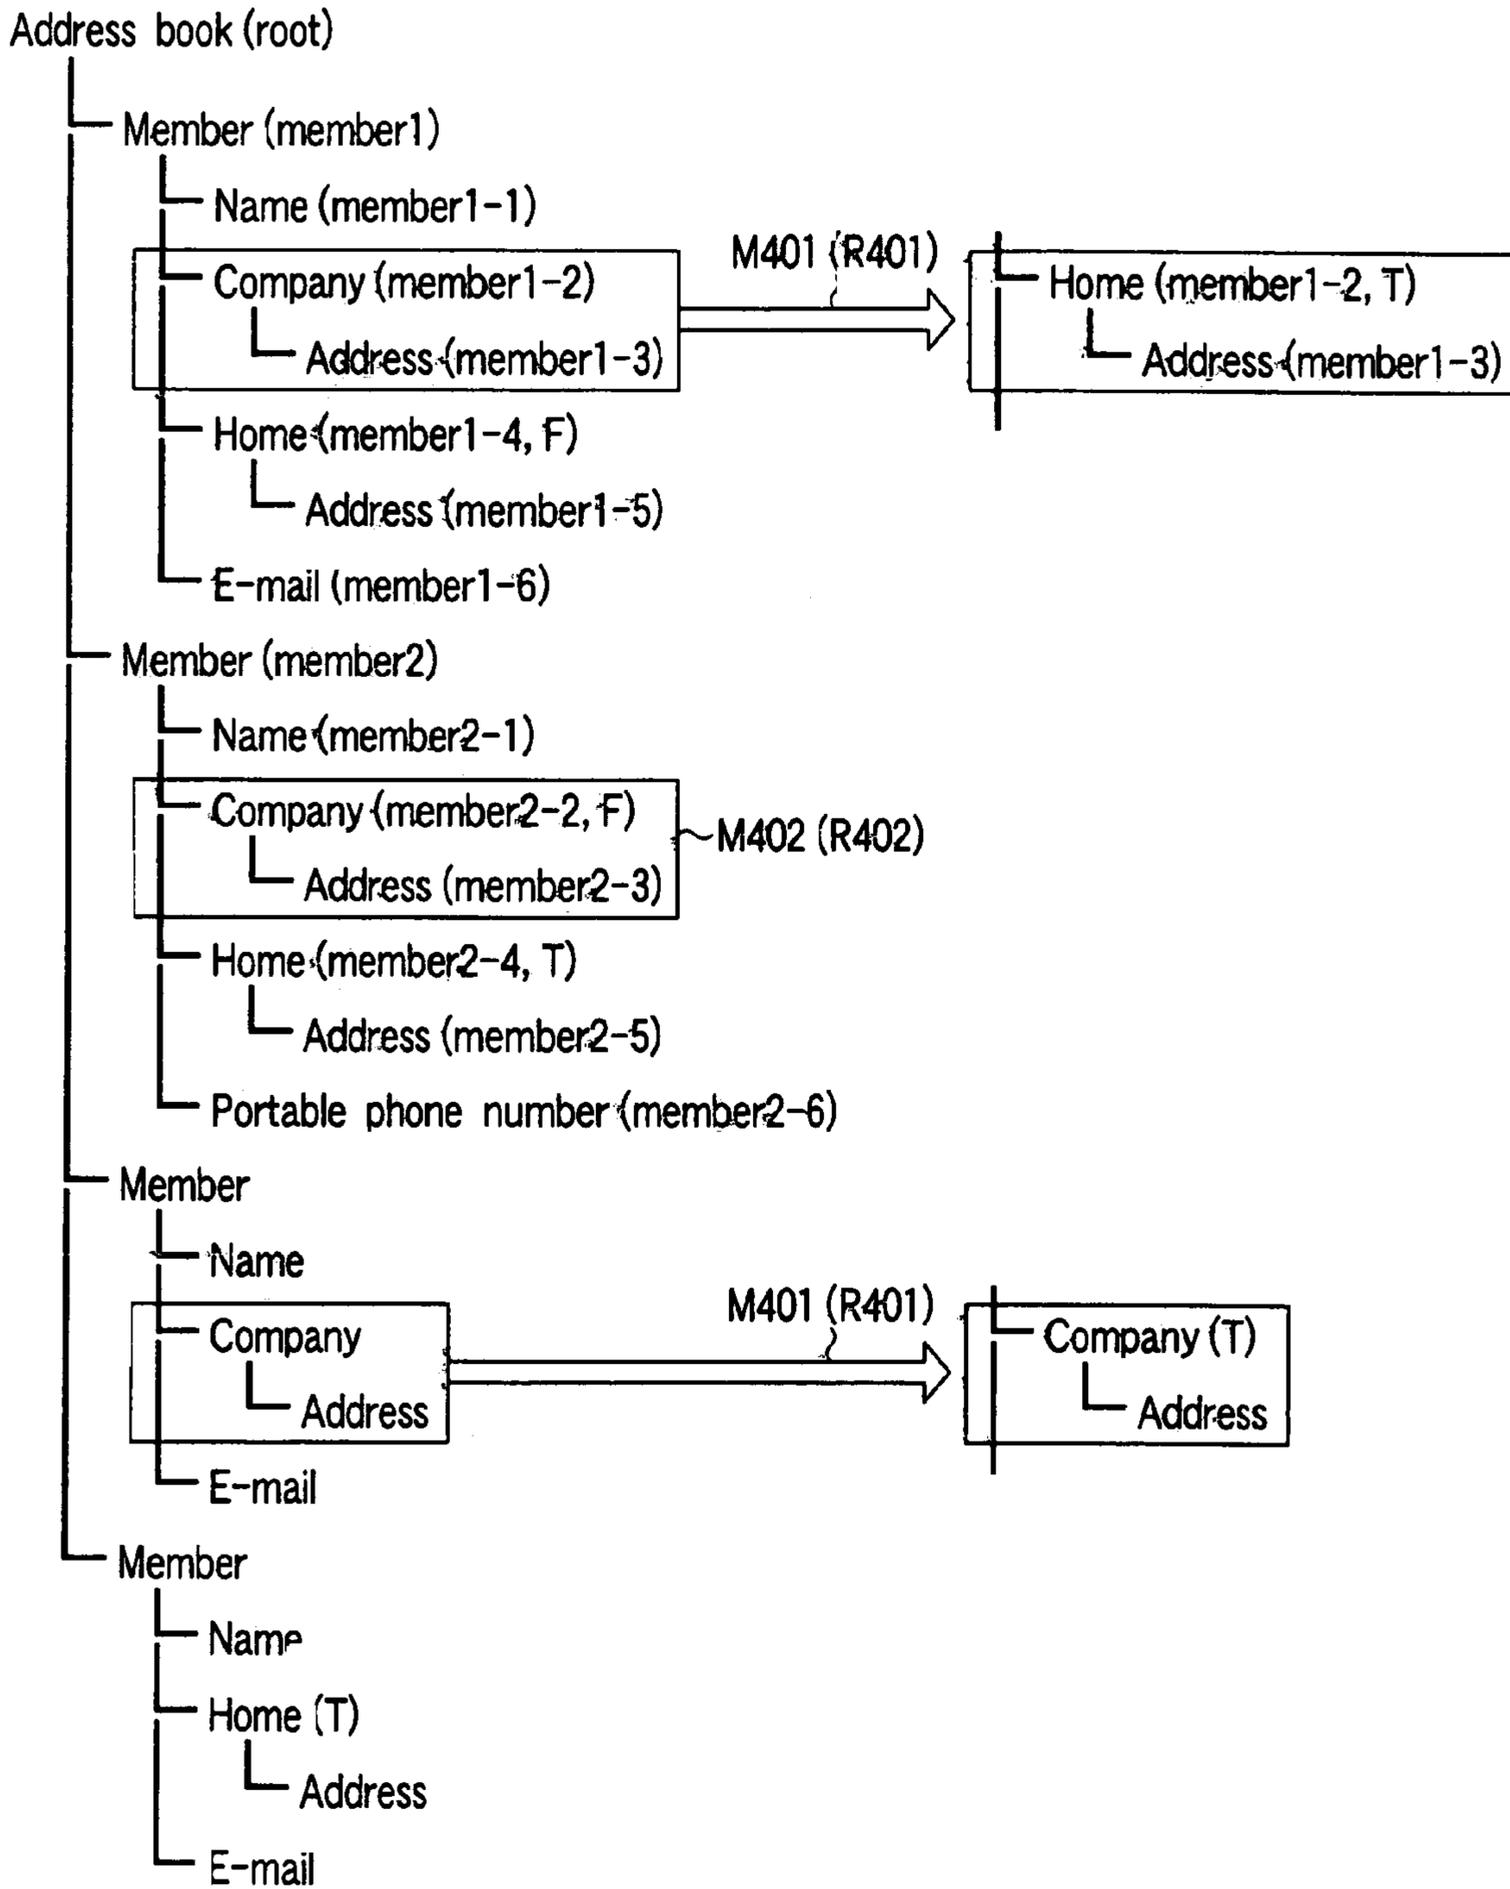 Address book (root)
Member (member1)
Name (member1-1)
M401 (R401)
Company (member1-2)
Home (member1-2, T)
Address (member1-3)
Address (member1-3)
Home (member1-4, F)
Address (member1-5)
E-mail (member1-6)
Member (member2)
Name (member2-1)
Company (member2-2, F)
M402 (R402)
Address (member2-3)
Home (member2-4, T)
Address (member2-5)
Portable phone number (member2-6)
Member
Name
M401 (R401)
Company
Company (T)
Address
Address
E-mail
Member
Name
Home (T)
Address
E-mail